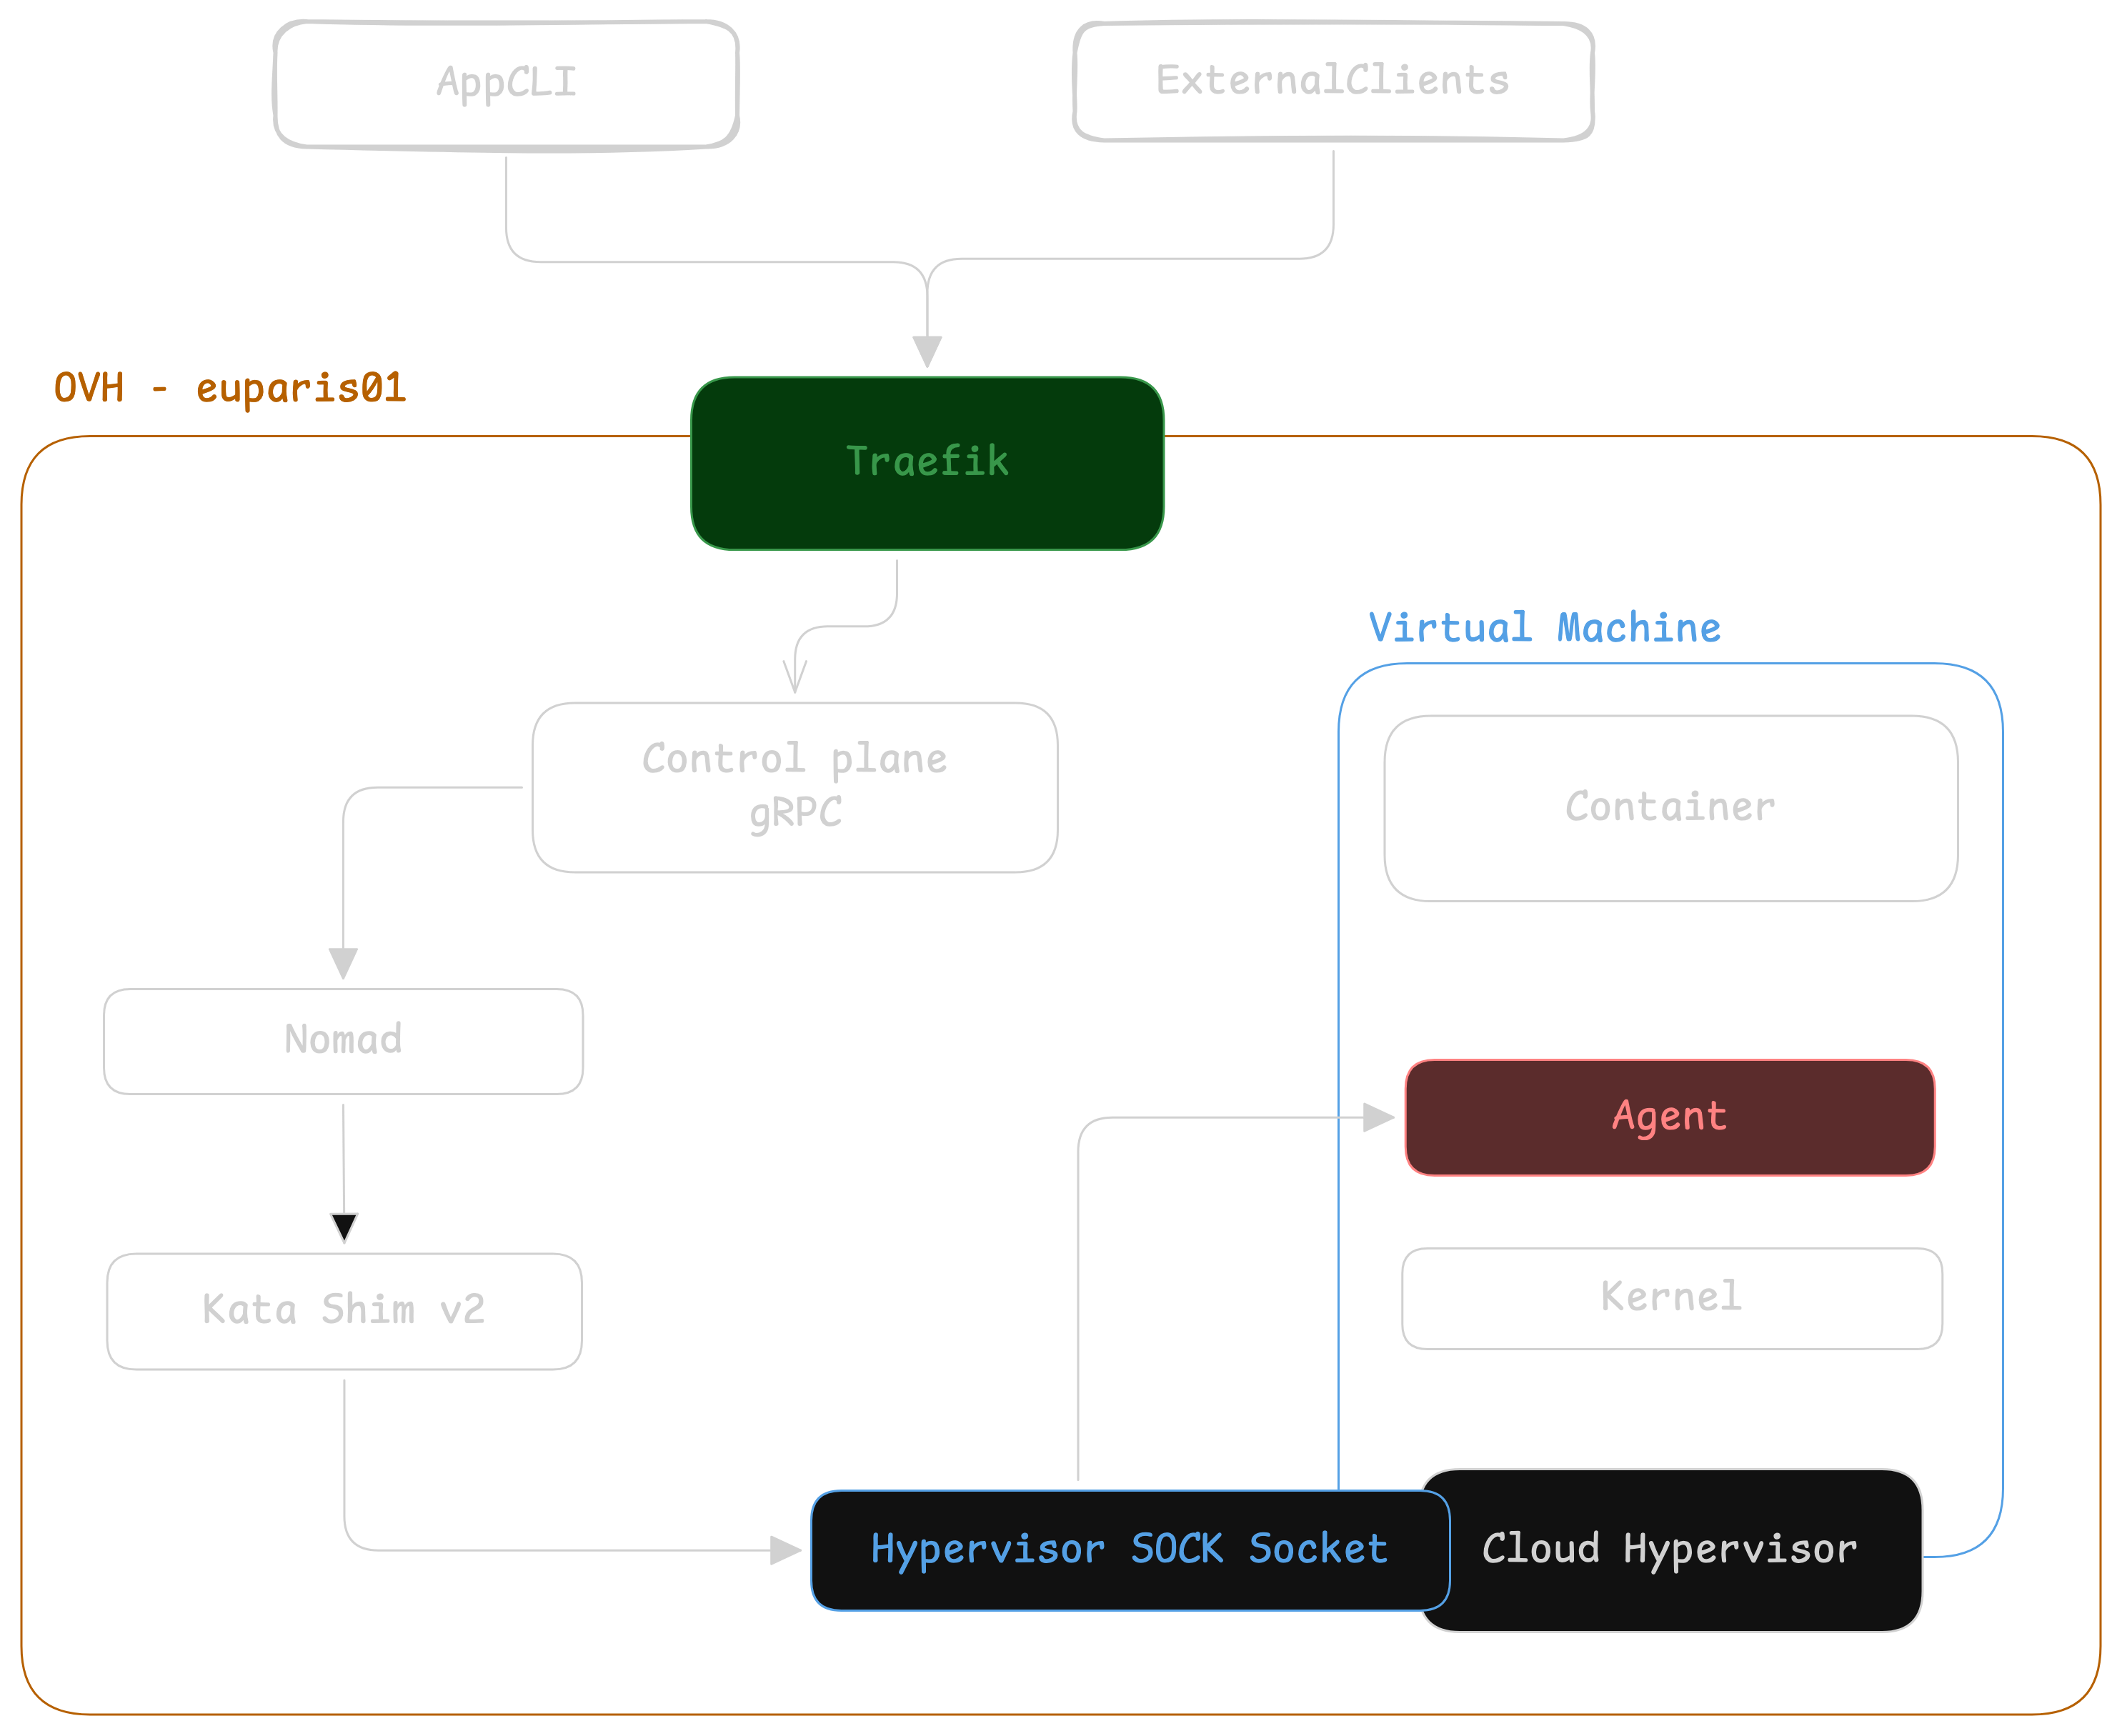 AppCLI
ExternalClients
OVH - euparis01
Traefik
Virtual Machine
Control plane
gRPC
Container
Nomad
Agent
Kata Shim v2
Kernel
Hypervisor SOCK Socket
Cloud Hypervisor